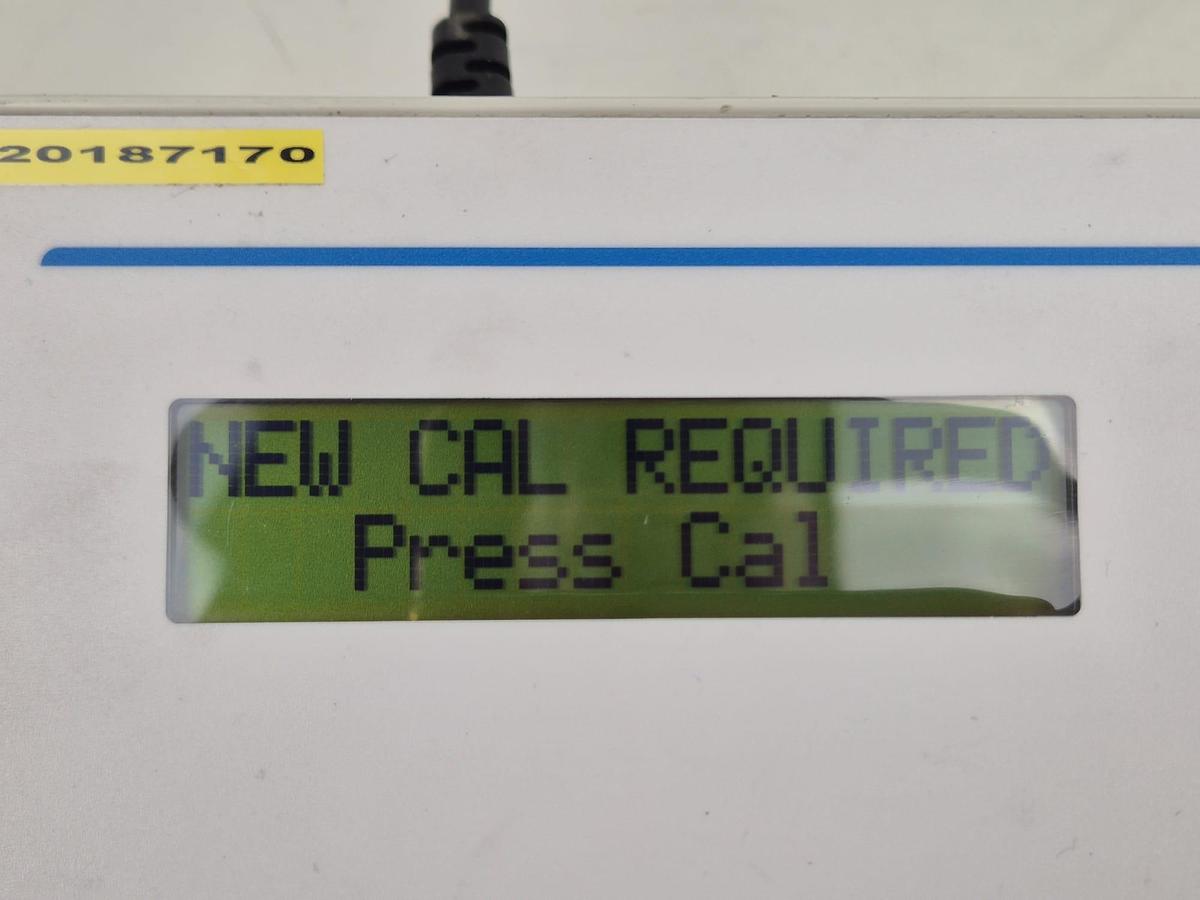 20187170
NEW CAL REQUIRED
Press Cal